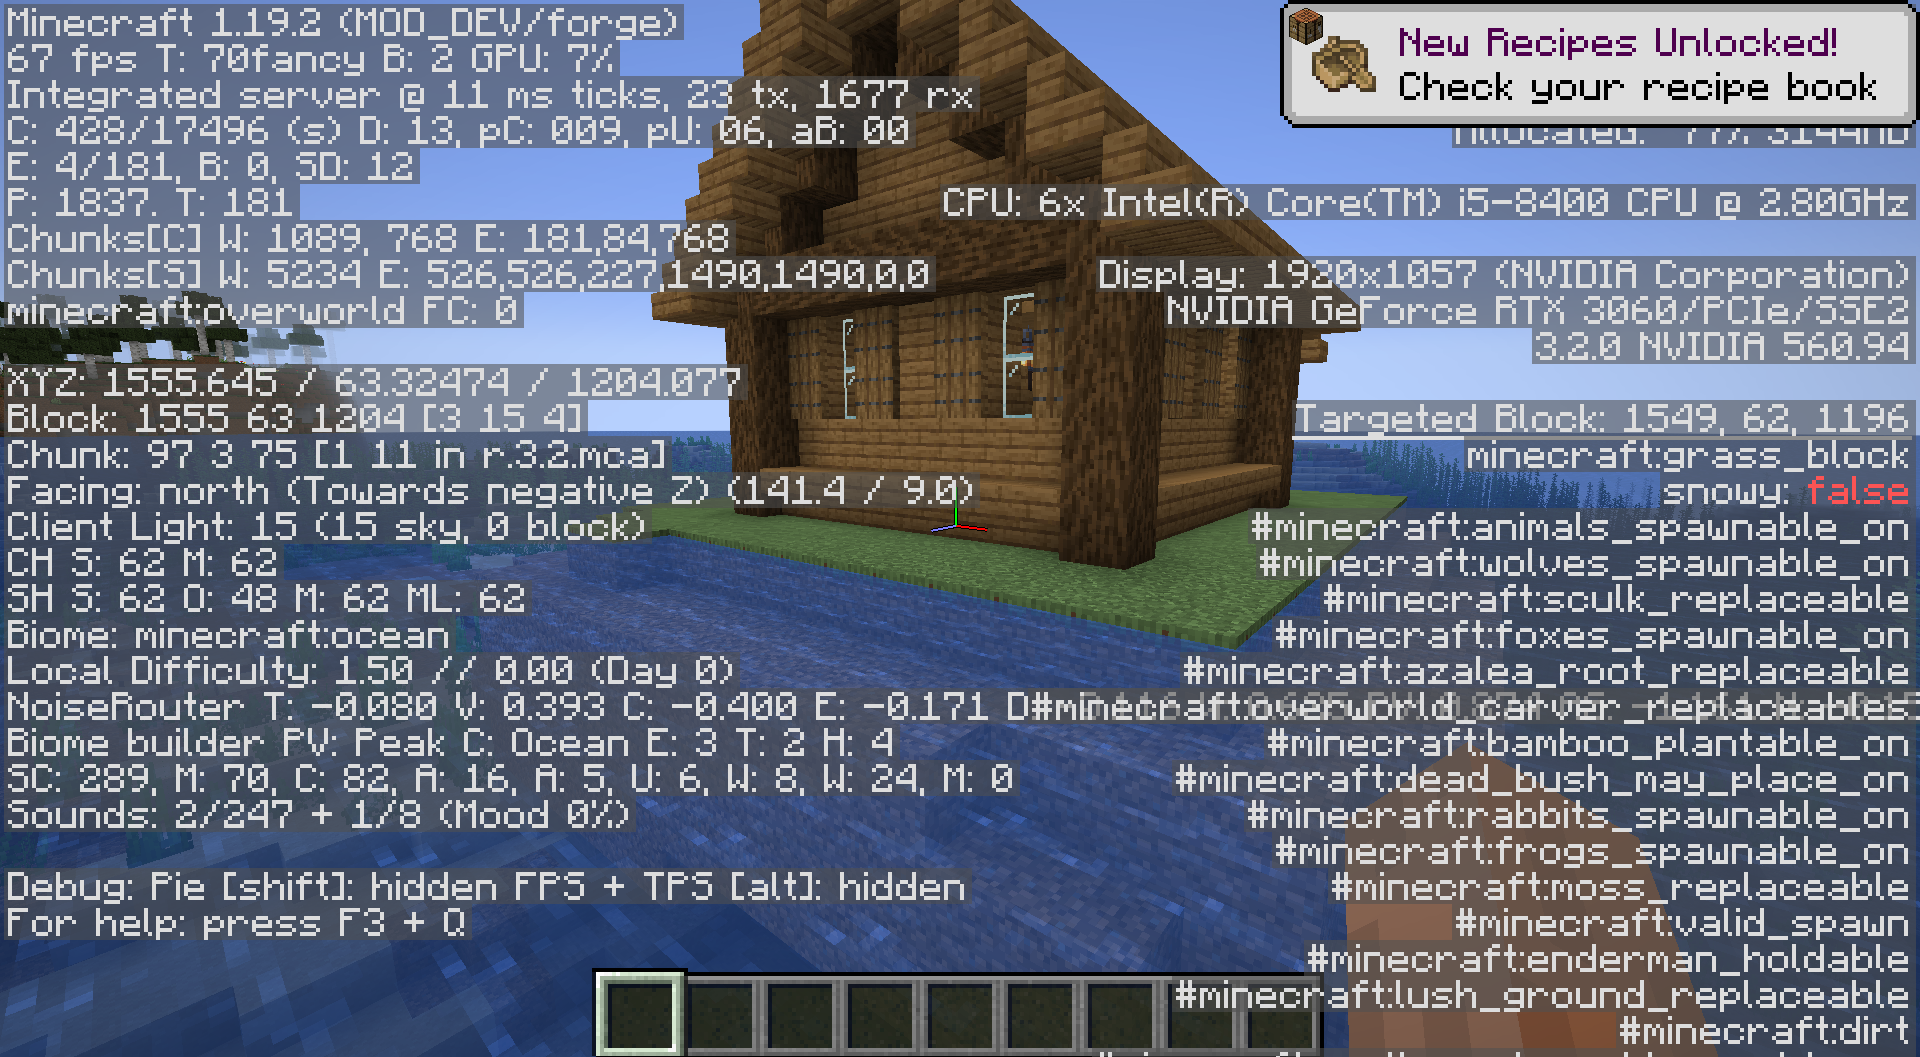 Minecraft 1.19.2 (MOD_DEV/forge)
67 fps T: 70fancy B: 2 GPU: 7%
Integrated server @ 11 ms ticks, 23 tx, 1677 rx
C: 428/17496 (s) D: 13, pC: 009, pU: 06, aB: 00
E: 4/181, B: 0, SD: 12
P: 1837. T: 181
Chunks[C] W: 1089, 768 E: 181,84,768
Chunks[S] W: 5234 E: 526,526,227,1490,1490,0,0
minecraft:overworld FC: 0
XYZ: 1555.645 / 63.32474 / 1204.077
Block: 1555 63 1204 [3 15 4]
Chunk: 97 3 75 [1 11 in r.3.2.mca]
Facing: north (Towards negative Z) (141.4 / 9.0)
Client Light: 15 (15 sky, 0 block)
CH S: 62 M: 62
SH S: 62 O: 48 M: 62 ML: 62
Biome: minecraft:ocean
Local Difficulty: 1.50 // 0.00 (Day 0)
NoiseRouter T: -0.080 V: 0.393 C: -0.400 E: -0.171 D
Biome builder PV: Peak C: Ocean E: 3 T: 2 H: 4
SC: 289, M: 70, C: 82, A: 16, A: 5, U: 6, W: 8, W: 24, M: 0
Sounds: 2/247 + 1/8 (Mood 0%)
Debug: Pie [shift]: hidden FPS + TPS [alt]: hidden
For help: press F3 + Q
New Recipes Unlocked!
Check your recipe book
Allocated: 77% 3144MB
CPU: 6x Intel(R) Core(TM) i5-8400 CPU @ 2.80GHz
Display: 1920x1057 (NVIDIA Corporation)
NVIDIA GeForce RTX 3060/PCIe/SSE2
3.2.0 NVIDIA 560.94
Targeted Block: 1549, 62, 1196
minecraft:grass_block
snowy: false
#minecraft:animals_spawnable_on
#minecraft:wolves_spawnable_on
#minecraft:sculk_replaceable
#minecraft:foxes_spawnable_on
#minecraft:azalea_root_replaceable
#minecraft:overworld_carver_replaceables
#minecraft:bamboo_plantable_on
#minecraft:dead_bush_may_place_on
#minecraft:rabbits_spawnable_on
#minecraft:frogs_spawnable_on
#minecraft:moss_replaceable
#minecraft:valid_spawn
#minecraft:enderman_holdable
#minecraft:lush_ground_replaceable
#minecraft:dirt